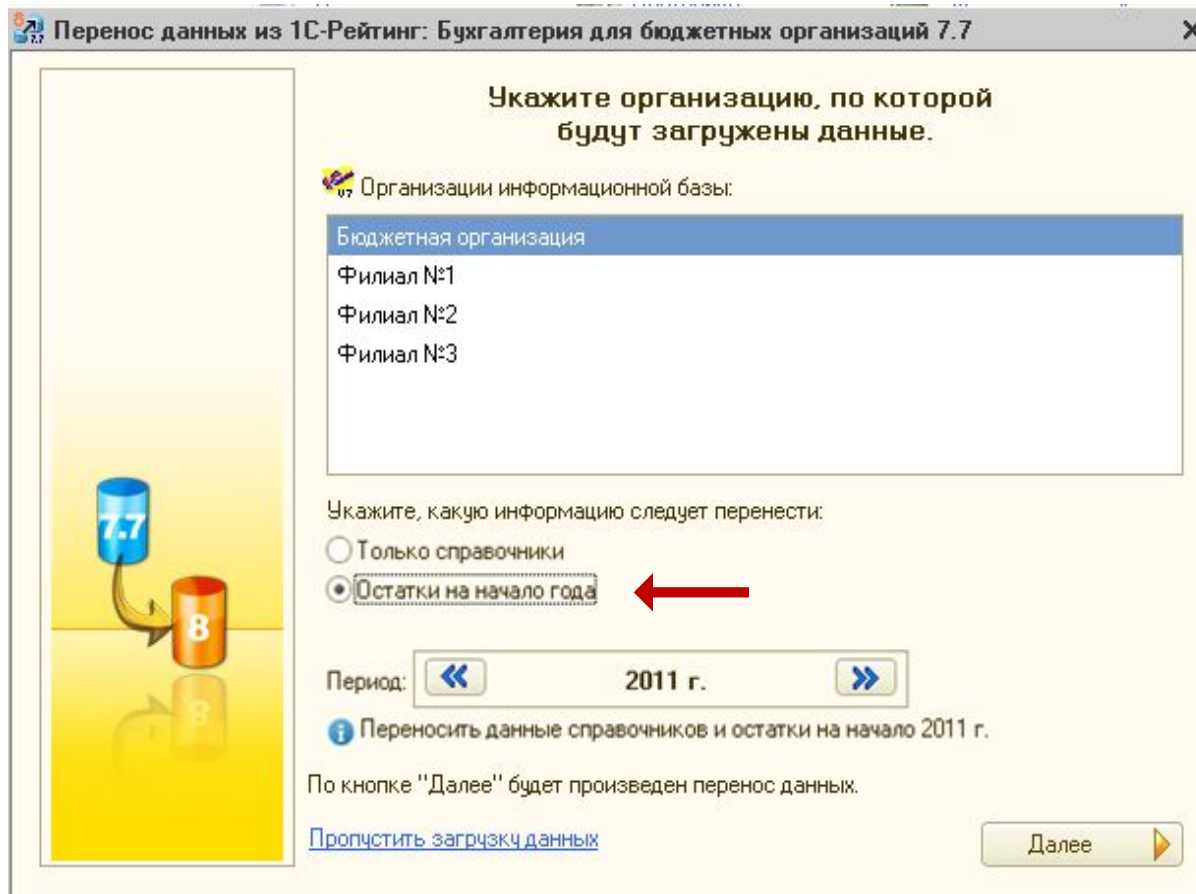 Перенос данных из 1С-Рейтинг: Бухгалтерия для бюджетных организаций 7.7
Укажите организацию, по которой
будут загружены данные.
Организации информационной базы:
Бюджетная организация
Филиал №1
Филиал №2
Филиал №3
Укажите, какую информацию следует перенести:
Только справочники
Остатки на начало года
7.7
8
Период: 2011 г.
Переносить данные справочников и остатки на начало 2011 г.
По кнопке "Далее" будет произведен перенос данных.
Пропустить загрузку данных
Далее